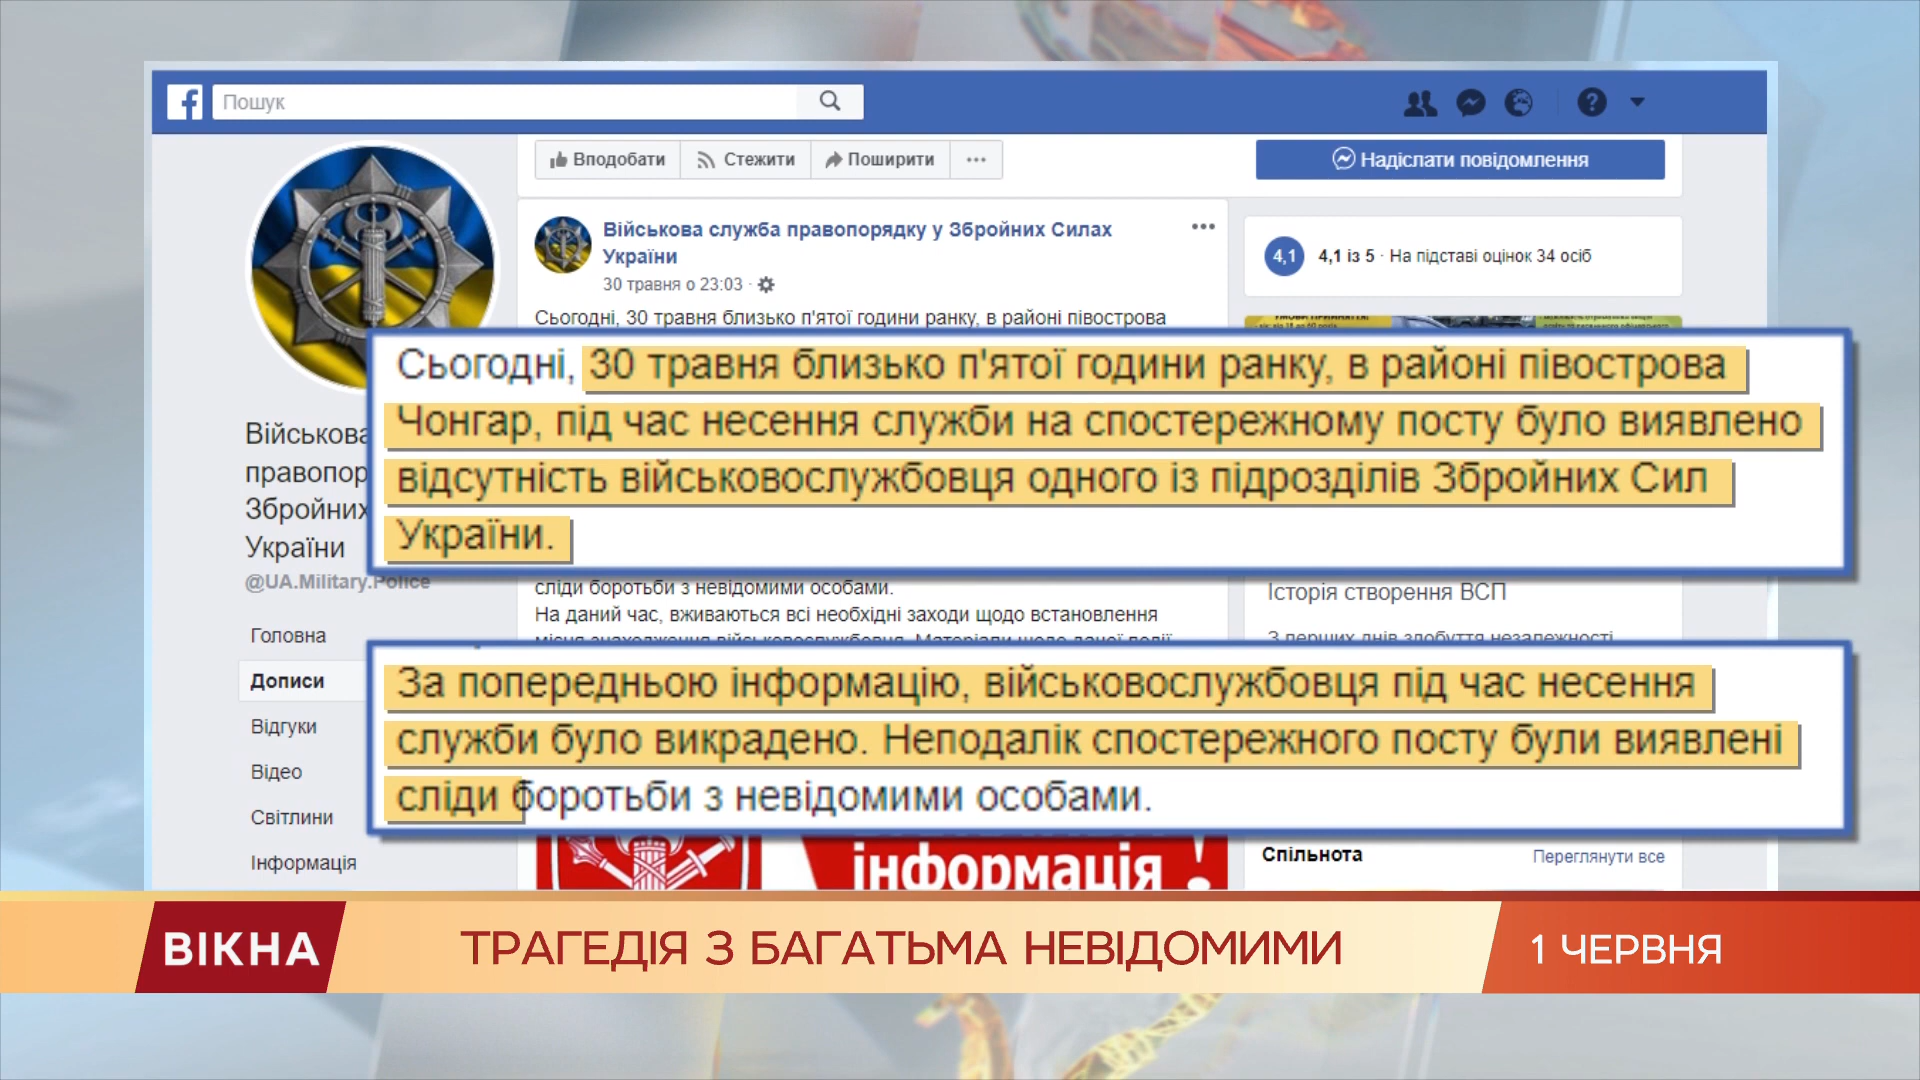 Пошук
Вподобати Стежити Поширити
Надіслати повідомлення
Військова служба правопорядку у Збройних Силах
України
30 травня о 23:03
4,1 4,1 із 5 · На підставі оцінок 34 осіб
Сьогодні, 30 травня близько п'ятої години ранку, в районі півострова
Сьогодні, 30 травня близько п'ятої години ранку, в районі півострова
Чонгар, під час несення служби на спостережному посту було виявлено
відсутність військовослужбовця одного із підрозділів Збройних Сил
України.
Військова
правопор
Збройних
України
@UA.Military.Police
сліди боротьби з невідомими особами.
На даний час, вживаються всі необхідні заходи щодо встановлення
Історія створення ВСП
З перших днів здобуття незалежності
Головна
Дописи
Відгуки
Відео
Світлини
Інформація
За попередньою інформацію, військовослужбовця під час несення
служби було викрадено. Неподалік спостережного посту були виявлені
сліди боротьби з невідомими особами.
інформація !
Спільнота Переглянути все
ВІКНА
ТРАГЕДІЯ З БАГАТЬМА НЕВІДОМИМИ
1 ЧЕРВНЯ